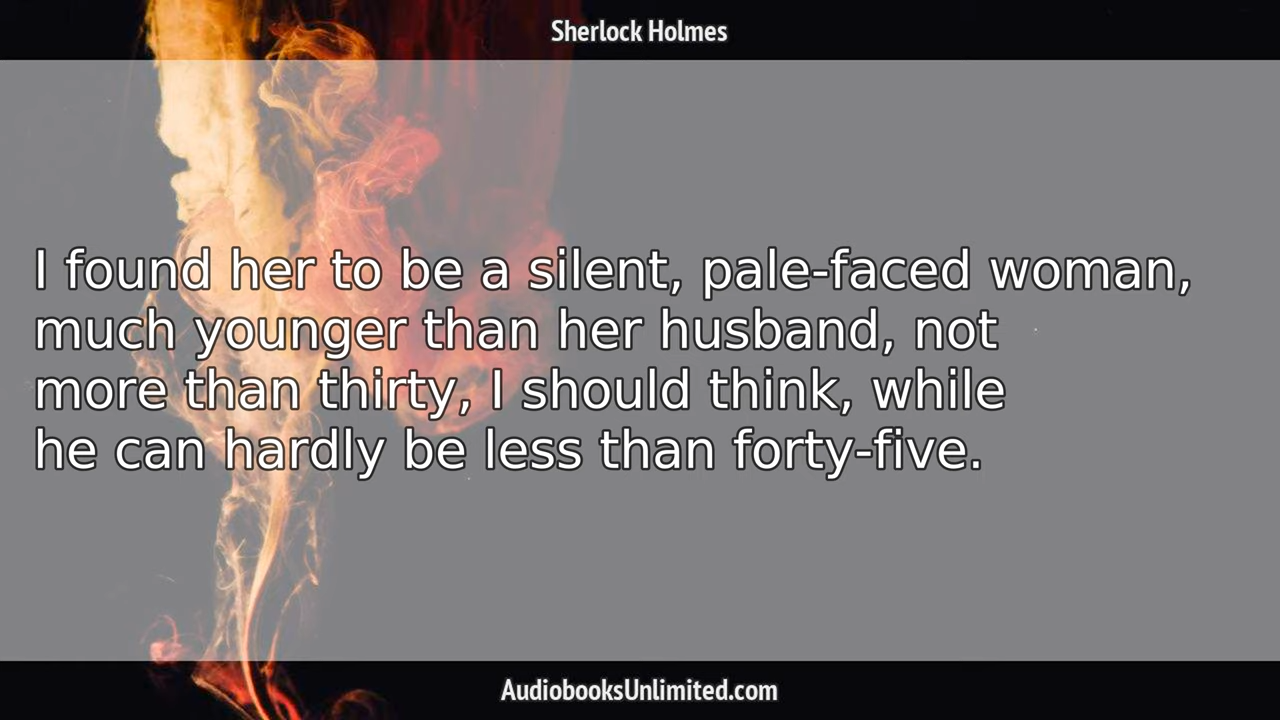 Sherlock Holmes
I found her to be a silent, pale-faced woman,
much younger than her husband, not
more than thirty, I should think, while
he can hardly be less than forty-five.
AudiobooksUnlimited.com